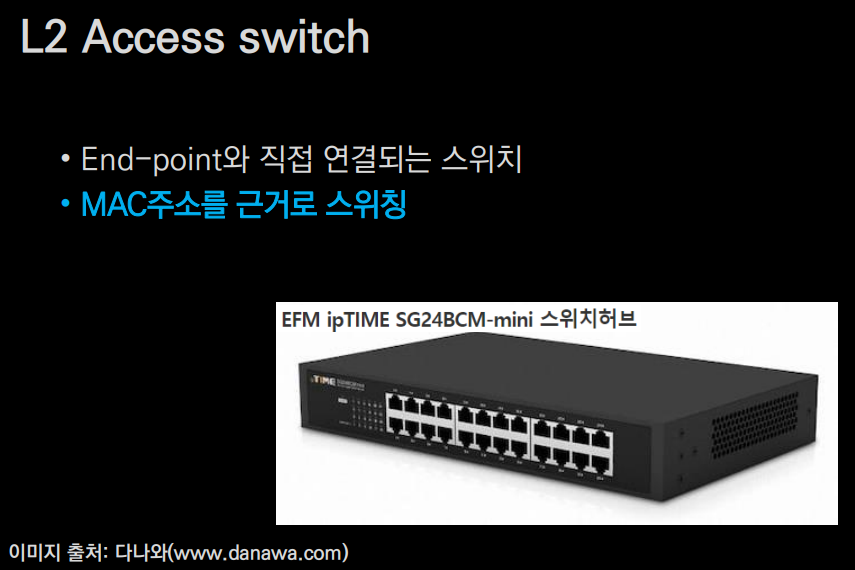 L2 Access switch
• End-point와 직접 연결되는 스위치
• MAC주소를 근거로 스위칭
EFM ipTIME SG24BCM-mini 스위치허브
ipTIME
이미지 출처: 다나와(www.danawa.com)